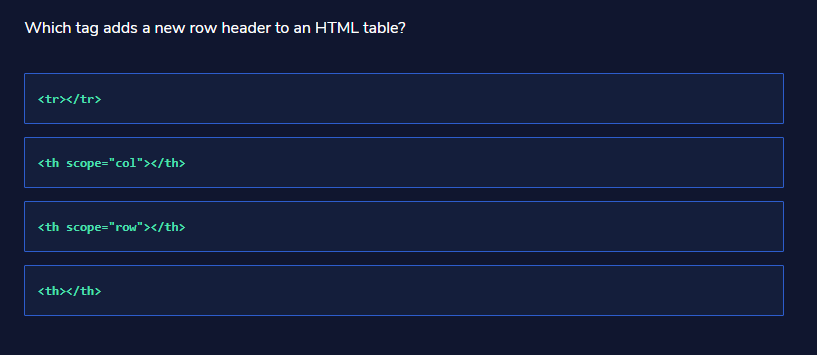 Which tag adds a new row header to an HTML table?
<tr></tr>
<th scope="col"></th>
<th scope="row"></th>
<th></th>